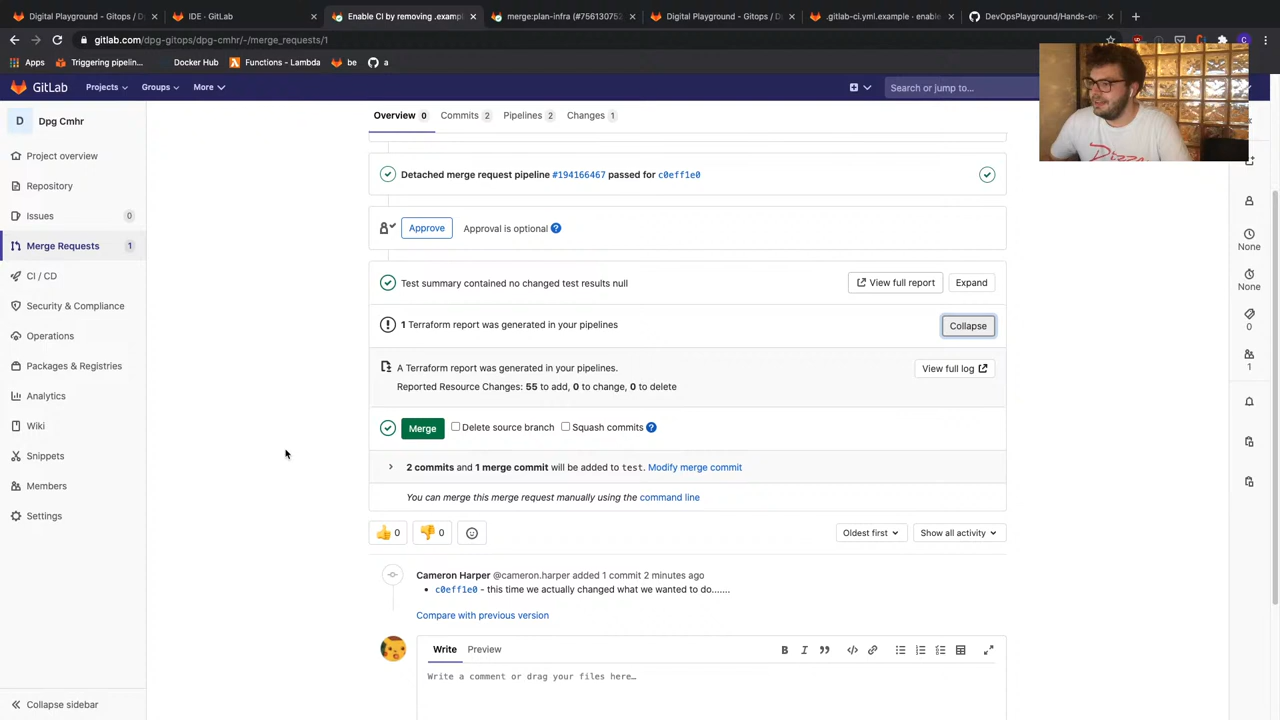 Digital Playground - Gitops / D
IDE · GitLab
Enable CI by removing .exampl
merge:plan-infra (#756130757
Digital Playground - Gitops / D
.gitlab-ci.yml.example · enable
DevOpsPlayground/Hands-on-
gitlab.com/dpg-gitops/dpg-cmhr/-/merge_requests/1
Apps
Triggering pipelin...
Docker Hub
Functions - Lambda
be
a
GitLab
Projects
Groups
More
Search or jump to...
D
Dpg Cmhr
Project overview
Repository
Issues 0
Merge Requests 1
CI / CD
Security & Compliance
Operations
Packages & Registries
Analytics
Wiki
Snippets
Members
Settings
Collapse sidebar
Overview 0
Commits 2
Pipelines 2
Changes 1
Detached merge request pipeline #194166467 passed for c0eff1e0
Approve
Approval is optional ?
Test summary contained no changed test results null
View full report
Expand
1 Terraform report was generated in your pipelines
Collapse
A Terraform report was generated in your pipelines.
View full log
Reported Resource Changes: 55 to add, 0 to change, 0 to delete
Merge
Delete source branch
Squash commits ?
2 commits and 1 merge commit will be added to test. Modify merge commit
You can merge this merge request manually using the command line
0
0
Oldest first
Show all activity
Cameron Harper @cameron.harper added 1 commit 2 minutes ago
c0eff1e0 - this time we actually changed what we wanted to do.......
Compare with previous version
Write
Preview
B I
Write a comment or drag your files here…
None
None
0
1